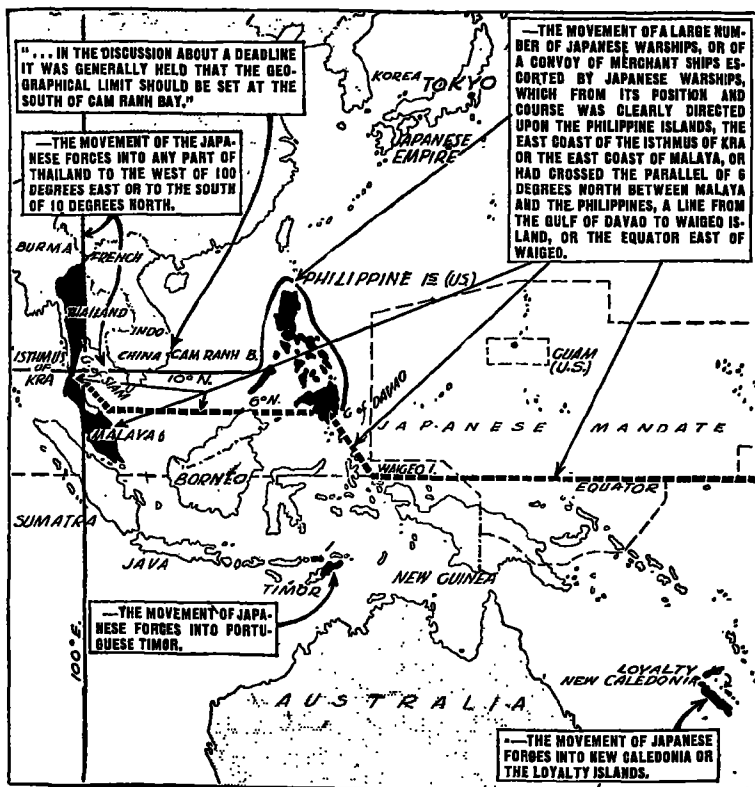 "... IN THE DISCUSSION ABOUT A DEADLINE
IT WAS GENERALLY HELD THAT THE GEO-
GRAPHICAL LIMIT SHOULD BE SET AT THE
SOUTH OF CAM RANH BAY."
—THE MOVEMENT OF THE JAPA-
NESE FORCES INTO ANY PART OF
THAILAND TO THE WEST OF 100
DEGREES EAST OR TO THE SOUTH
OF 10 DEGREES NORTH.
—THE MOVEMENT OF A LARGE NUM-
BER OF JAPANESE WARSHIPS, OR OF
A CONVOY OF MERCHANT SHIPS ES-
CORTED BY JAPANESE WARSHIPS,
WHICH FROM ITS POSITION AND
COURSE WAS CLEARLY DIRECTED
UPON THE PHILIPPINE ISLANDS, THE
EAST COAST OF THE ISTHMUS OF KRA
OR THE EAST COAST OF MALAYA, OR
HAD CROSSED THE PARALLEL OF 6
DEGREES NORTH BETWEEN MALAYA
AND THE PHILIPPINES, A LINE FROM
THE GULF OF DAVAO TO WAIGEO IS-
LAND, OR THE EQUATOR EAST OF
WAIGEO.
KOREA
TOKYO
JAPANESE
EMPIRE
BURMA
FRENCH
THAILAND
INDO
CHINA
CAM RANH B.
PHILIPPINE IS (US)
ISTHMUS
OF
KRA
G. of SIAM
10° N.
6° N.
G. of DAVAO
GUAM
(U.S.)
JAPANESE MANDATE
MALAYA
BORNEO
WAIGEO I.
EQUATOR
SUMATRA
JAVA
TIMOR
NEW GUINEA
—THE MOVEMENT OF JAPA-
NESE FORCES INTO PORTU-
GUESE TIMOR.
100° E.
AUSTRALIA
LOYALTY
NEW CALEDONIA
—THE MOVEMENT OF JAPANESE
FORCES INTO NEW CALEDONIA OR
THE LOYALTY ISLANDS.